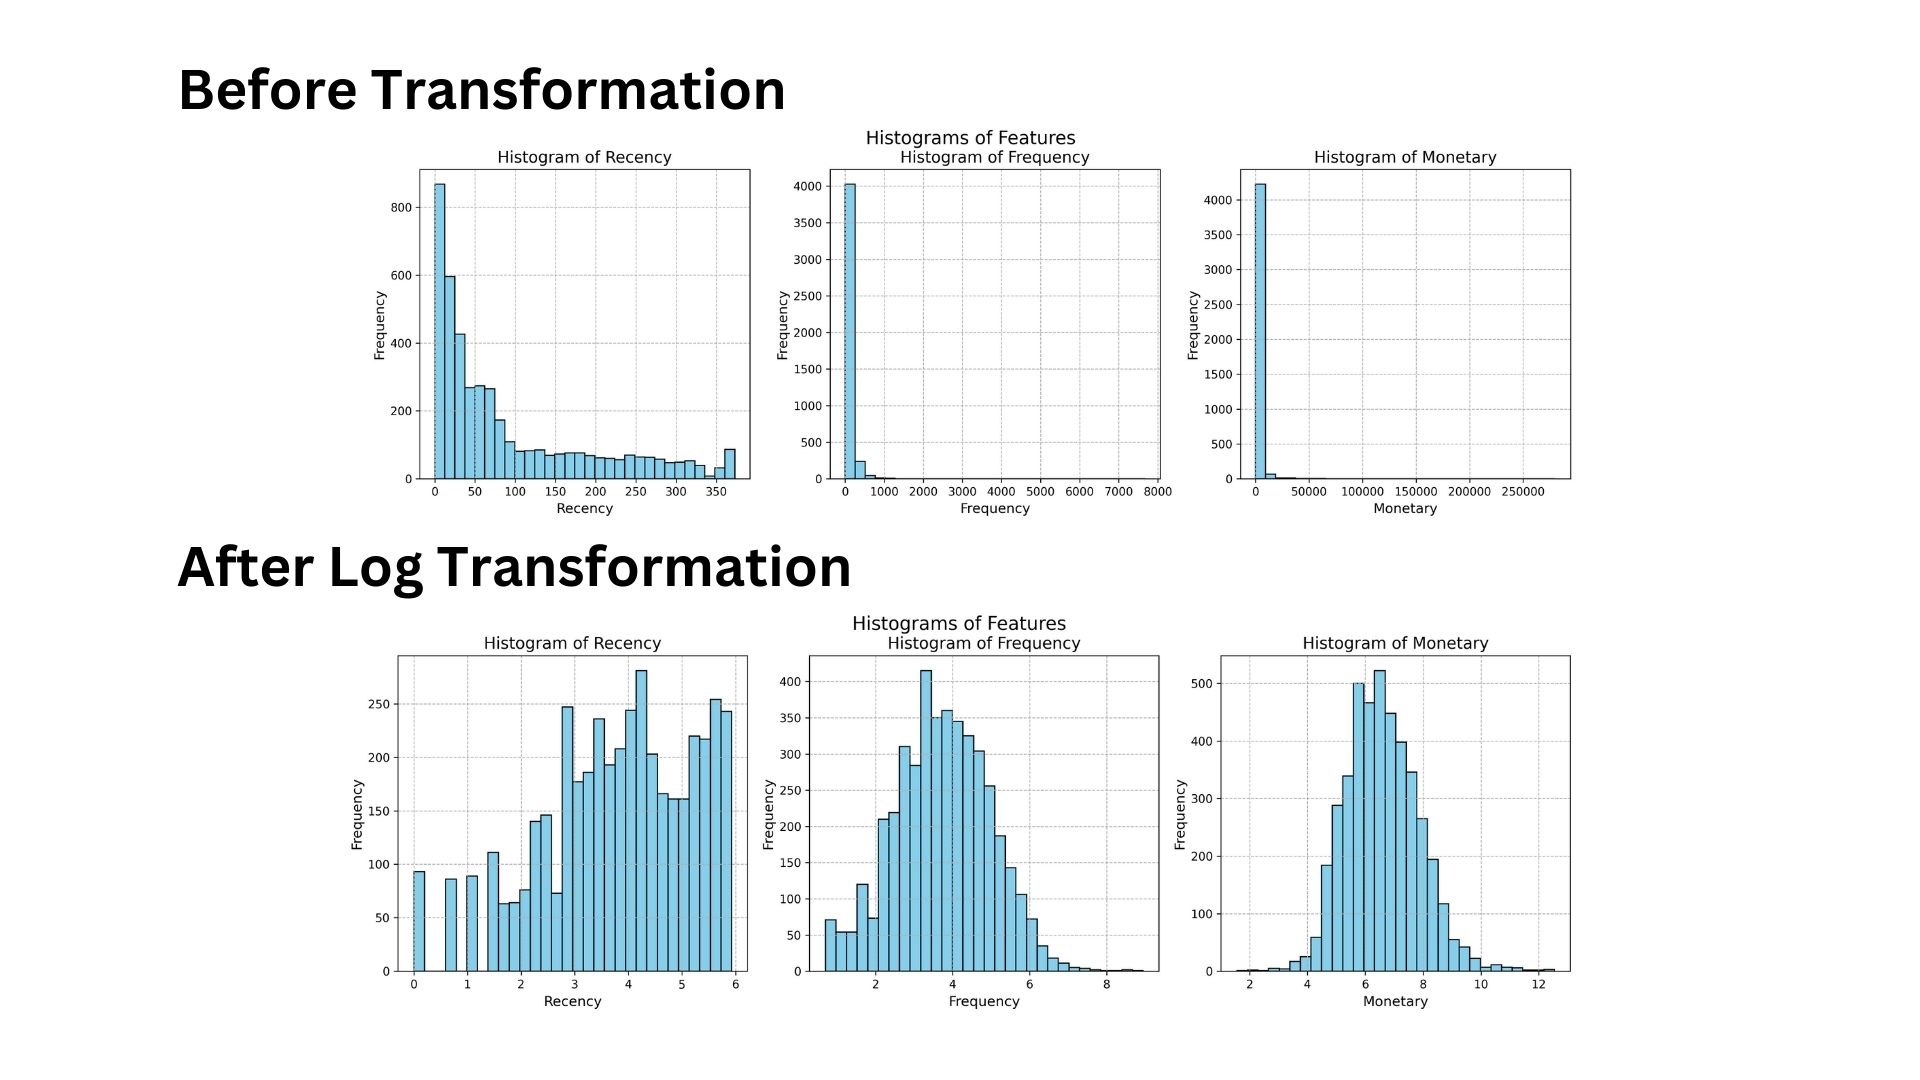 Before Transformation
Histograms of Features
Histogram of Recency
Histogram of Frequency
Histogram of Monetary
Frequency
800
600
400
200
0
0 50 100 150 200 250 300 350
Recency
Frequency
4000
3500
3000
2500
2000
1500
1000
500
0
0 1000 2000 3000 4000 5000 6000 7000 8000
Frequency
Frequency
4000
3500
3000
2500
2000
1500
1000
500
0
0 50000 100000 150000 200000 250000
Monetary
After Log Transformation
Histograms of Features
Histogram of Recency
Histogram of Frequency
Histogram of Monetary
Frequency
250
200
150
100
50
0
0 1 2 3 4 5 6
Recency
Frequency
400
350
300
250
200
150
100
50
0
2 4 6 8
Frequency
Frequency
500
400
300
200
100
0
2 4 6 8 10 12
Monetary